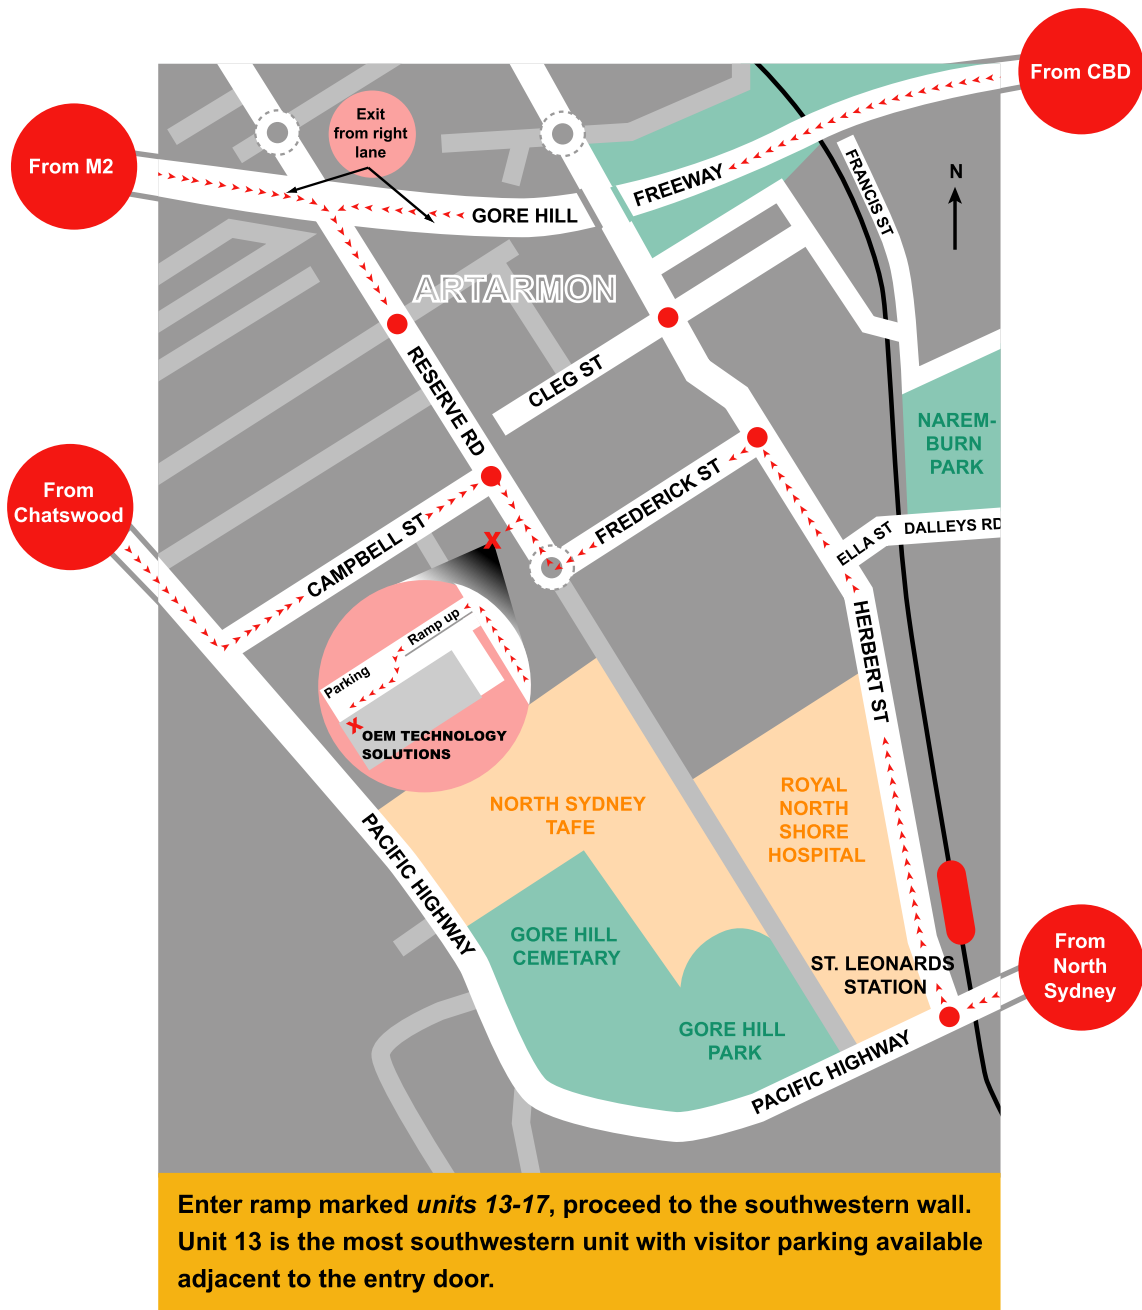 From CBD
Exit
from right
lane
From M2
FREEWAY
FRANCIS ST
N
GORE HILL
ARTARMON
RESERVE RD
CLEG ST
NAREM-
BURN
PARK
From
Chatswood
CAMPBELL ST
FREDERICK ST
ELLA ST
DALLEYS RD
X
HERBERT ST
Ramp up
Parking
X
OEM TECHNOLOGY
SOLUTIONS
NORTH SYDNEY
TAFE
ROYAL
NORTH
SHORE
HOSPITAL
PACIFIC HIGHWAY
GORE HILL
CEMETARY
ST. LEONARDS
STATION
From
North
Sydney
GORE HILL
PARK
PACIFIC HIGHWAY
Enter ramp marked units 13-17, proceed to the southwestern wall.
Unit 13 is the most southwestern unit with visitor parking available
adjacent to the entry door.